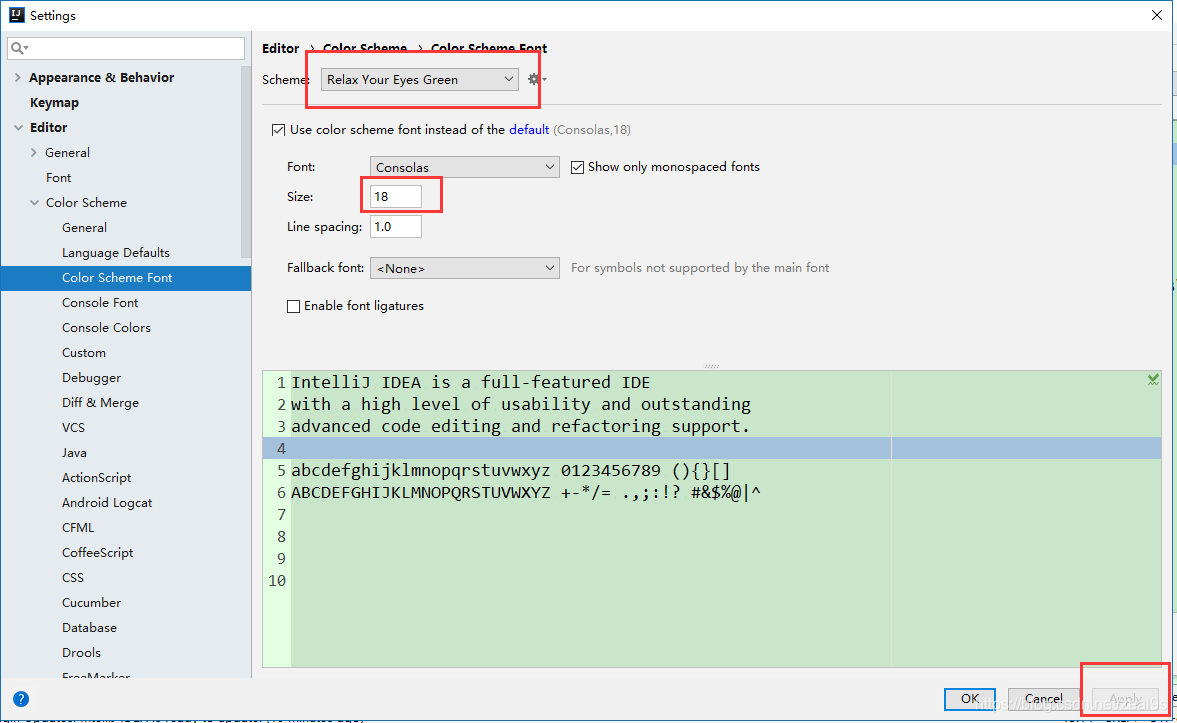 Settings
Editor › Color Scheme › Color Scheme Font
Scheme: Relax Your Eyes Green
Appearance & Behavior
Keymap
Editor
General
Font
Color Scheme
General
Language Defaults
Color Scheme Font
Console Font
Console Colors
Custom
Debugger
Diff & Merge
VCS
Java
ActionScript
Android Logcat
CFML
CoffeeScript
CSS
Cucumber
Database
Drools
FreeMarker
Use color scheme font instead of the default (Consolas,18)
Font: Consolas Show only monospaced fonts
Size: 18
Line spacing: 1.0
Fallback font: <None> For symbols not supported by the main font
Enable font ligatures
1 IntelliJ IDEA is a full-featured IDE
2 with a high level of usability and outstanding
3 advanced code editing and refactoring support.
4
5 abcdefghijklmnopqrstuvwxyz 0123456789 (){}[]
6 ABCDEFGHIJKLMNOPQRSTUVWXYZ +-*/= .,;:!? #&$%@|^
7
8
9
10
? OK Cancel Apply